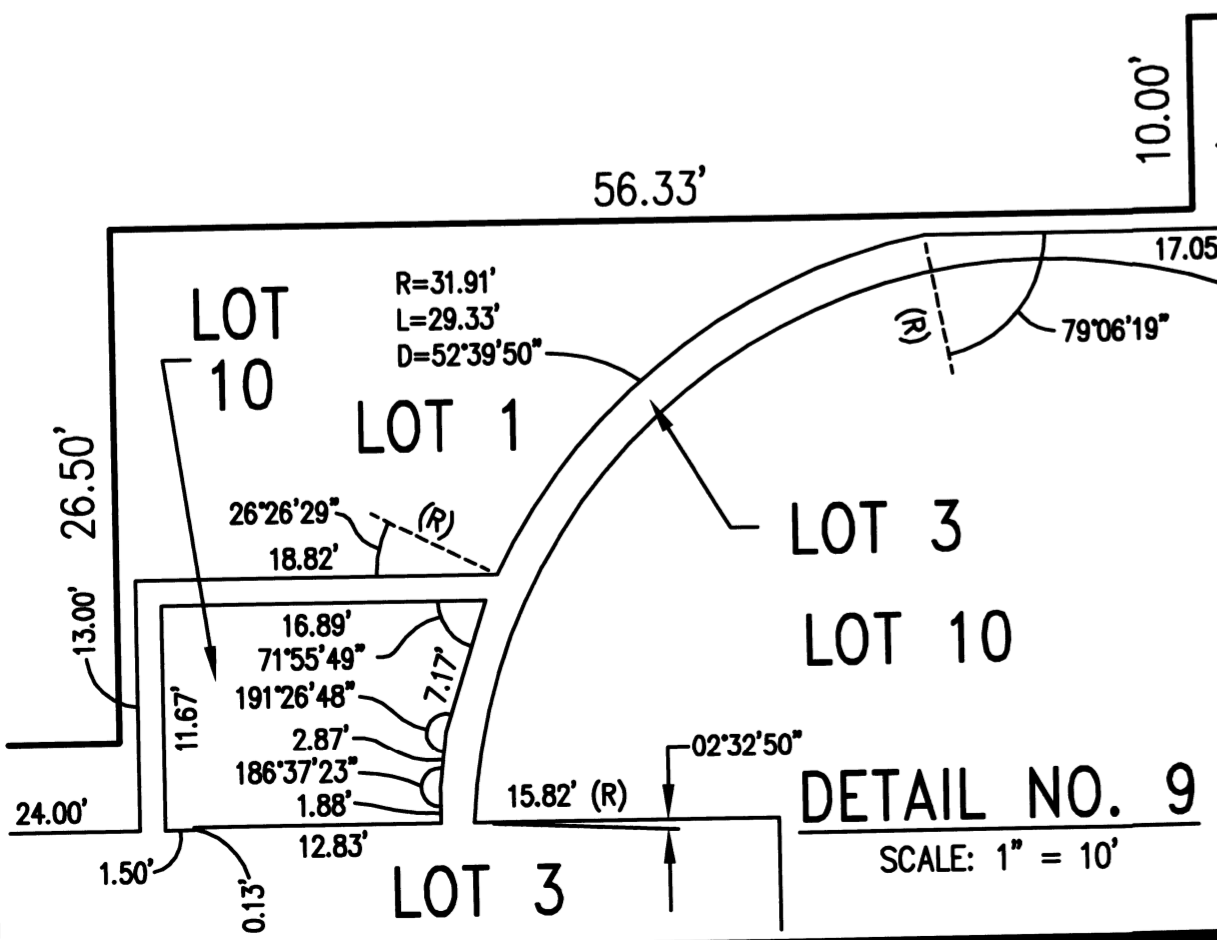 10.00'
56.33'
17.05
R=31.91'
L=29.33'
D=52°39'50"
LOT
10
(R)
79°06'19"
LOT 1
26.50'
26°26'29"
(R)
18.82'
LOT 3
LOT 10
13.00'
16.89'
71°55'49"
7.17'
191°26'48"
11.67'
2.87'
02°32'50"
186°37'23"
1.88'
15.82' (R)
24.00'
12.83'
1.50'
0.13'
LOT 3
DETAIL NO. 9
SCALE: 1" = 10'